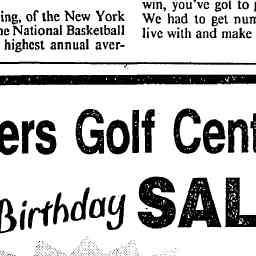 ing, of the New York
ne National Basketball
highest annual aver-
win, you've got to g
We had to get num
live with and make
ers Golf Cent
Birthday SAL